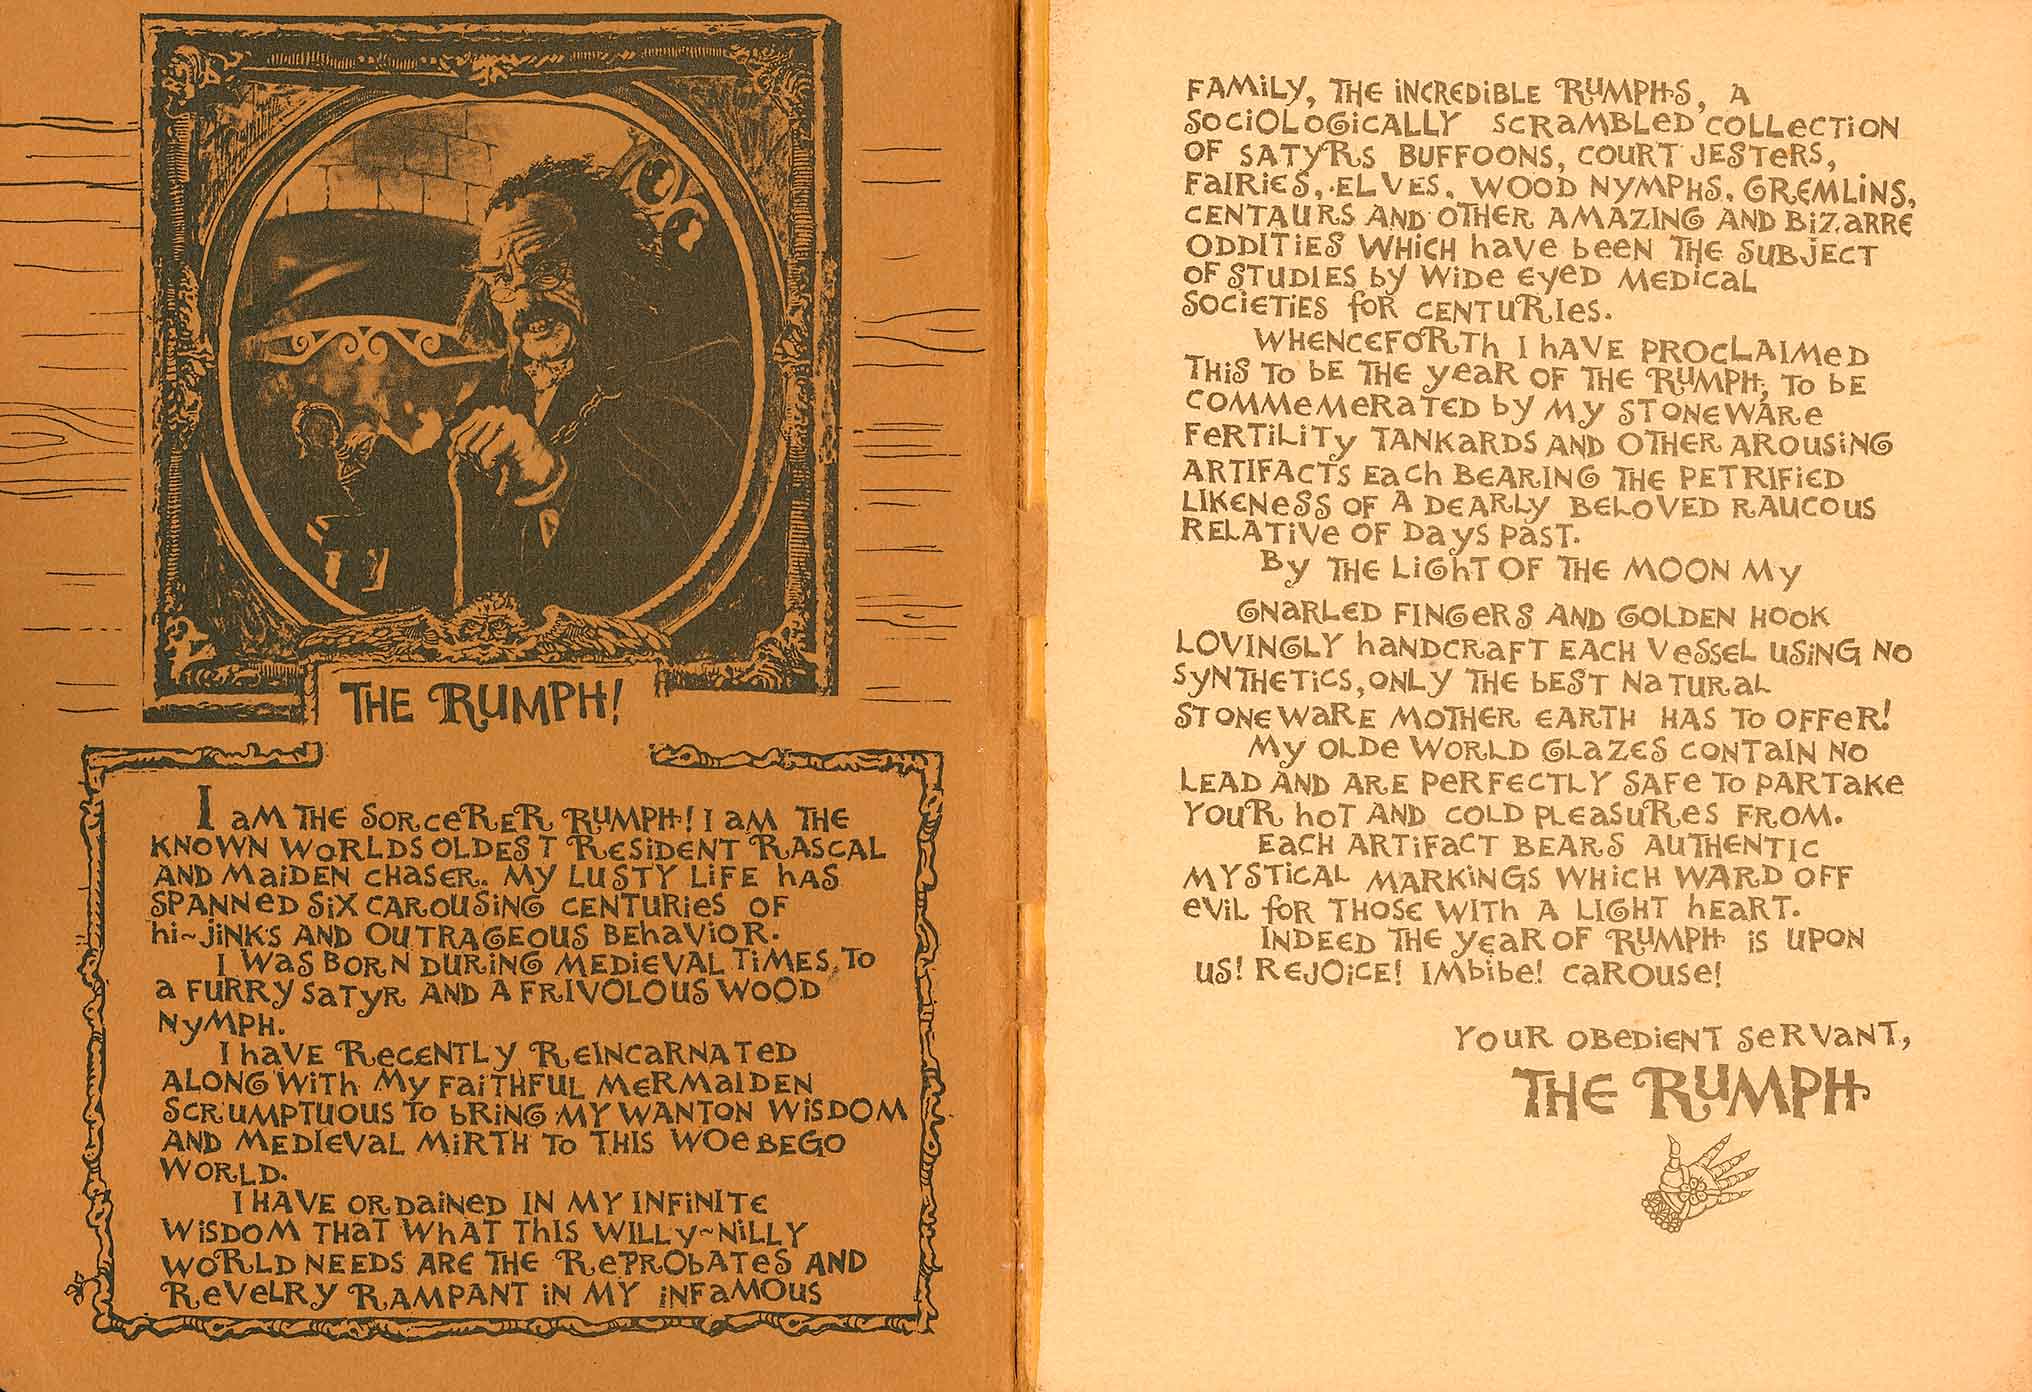 THE RUMPH!
I AM THE SORCERER RUMPH! I AM THE
KNOWN WORLDS OLDEST RESIDENT RASCAL
AND MAIDEN CHASER. MY LUSTY LIFE HAS
SPANNED SIX CAROUSING CENTURIES OF
HI~JINKS AND OUTRAGEOUS BEHAVIOR.
I WAS BORN DURING MEDIEVAL TIMES, TO
A FURRY SATYR AND A FRIVOLOUS WOOD
NYMPH.
I HAVE RECENTLY REINCARNATED
ALONG WITH MY FAITHFUL MERMAIDEN
SCRUMPTUOUS TO BRING MY WANTON WISDOM
AND MEDIEVAL MIRTH TO THIS WOEBEGO
WORLD.
I HAVE ORDAINED IN MY INFINITE
WISDOM THAT WHAT THIS WILLY~NILLY
WORLD NEEDS ARE THE REPROBATES AND
REVELRY RAMPANT IN MY INFAMOUS
FAMILY, THE INCREDIBLE RUMPHS, A
SOCIOLOGICALLY SCRAMBLED COLLECTION
OF SATYRS BUFFOONS, COURT JESTERS,
FAIRIES, ELVES, WOOD NYMPHS, GREMLINS,
CENTAURS AND OTHER AMAZING AND BIZARRE
ODDITIES WHICH HAVE BEEN THE SUBJECT
OF STUDIES BY WIDE EYED MEDICAL
SOCIETIES FOR CENTURIES.
WHENCEFORTH I HAVE PROCLAIMED
THIS TO BE THE YEAR OF THE RUMPH, TO BE
COMMEMERATED BY MY STONEWARE
FERTILITY TANKARDS AND OTHER AROUSING
ARTIFACTS EACH BEARING THE PETRIFIED
LIKENESS OF A DEARLY BELOVED RAUCOUS
RELATIVE OF DAYS PAST.
BY THE LIGHT OF THE MOON MY
GNARLED FINGERS AND GOLDEN HOOK
LOVINGLY HANDCRAFT EACH VESSEL USING NO
SYNTHETICS, ONLY THE BEST NATURAL
STONEWARE MOTHER EARTH HAS TO OFFER!
MY OLDE WORLD GLAZES CONTAIN NO
LEAD AND ARE PERFECTLY SAFE TO PARTAKE
YOUR HOT AND COLD PLEASURES FROM.
EACH ARTIFACT BEARS AUTHENTIC
MYSTICAL MARKINGS WHICH WARD OFF
EVIL FOR THOSE WITH A LIGHT HEART.
INDEED THE YEAR OF RUMPH IS UPON
US! REJOICE! IMBIBE! CAROUSE!
YOUR OBEDIENT SERVANT,
THE RUMPH